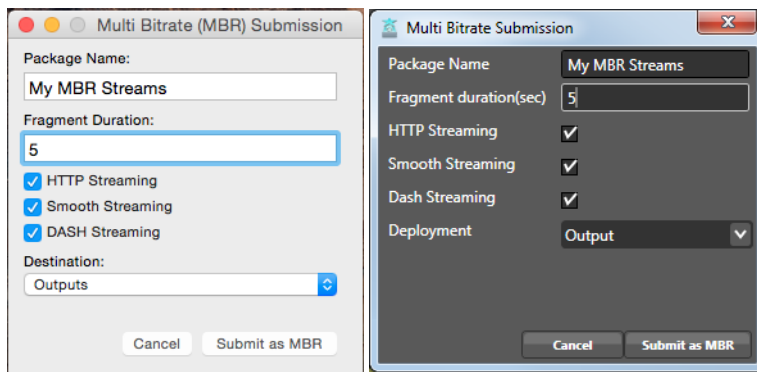 Multi Bitrate (MBR) Submission
Package Name:
My MBR Streams
Fragment Duration:
5
HTTP Streaming
Smooth Streaming
DASH Streaming
Destination:
Outputs
Cancel
Submit as MBR
Multi Bitrate Submission
Package Name
My MBR Streams
Fragment duration(sec)
5
HTTP Streaming
Smooth Streaming
Dash Streaming
Deployment
Output
Cancel
Submit as MBR